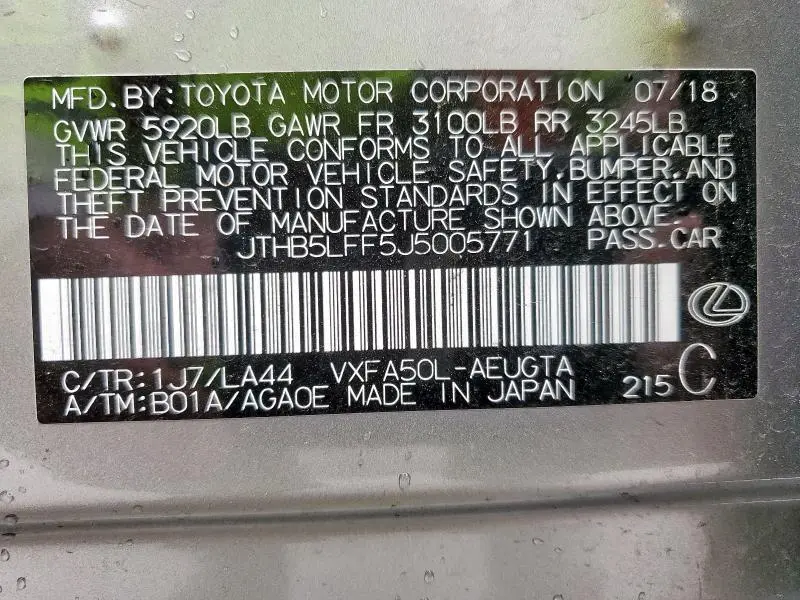 MFD. BY: TOYOTA MOTOR CORPORATION 07/18
GVWR 5920LB GAWR FR 3100LB RR 3245LB
THIS VEHICLE CONFORMS TO ALL APPLICABLE
FEDERAL MOTOR VEHICLE SAFETY.BUMPER.AND
THEFT PREVENTION STANDARDS IN EFFECT ON
THE DATE OF MANUFACTURE SHOWN ABOVE.
JTHB5LFF5J5005771 PASS.CAR
C/TR:1J7/LA44 VXFA50L-AEUGTA
A/TM:B01A/AGA0E MADE IN JAPAN 215 C